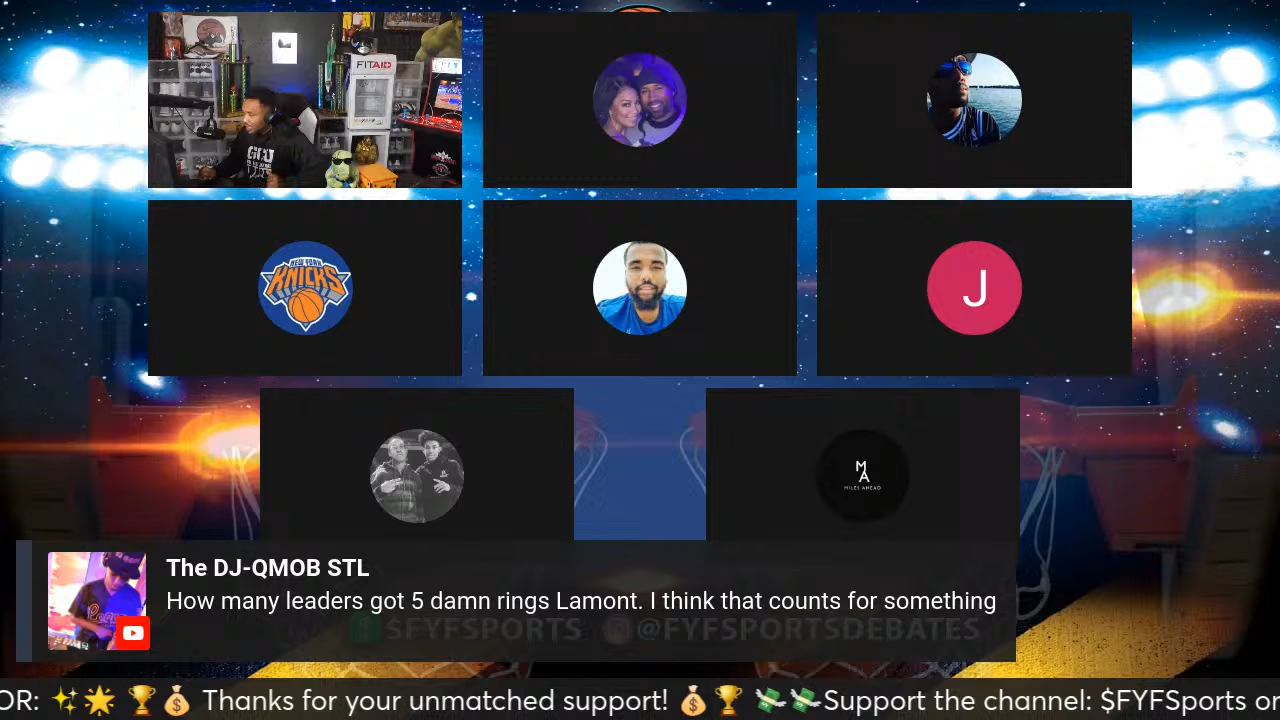 FITAID
GCU
NEW YORK
KNICKS
J
M
A
MILES AHEAD
The DJ-QMOB STL
How many leaders got 5 damn rings Lamont. I think that counts for something
FYFSPORTS @FYFSPORTSDEBATES
OR: ✨🌟 🏆💰 Thanks for your unmatched support! 💰🏆 💸💸Support the channel: $FYFSports or